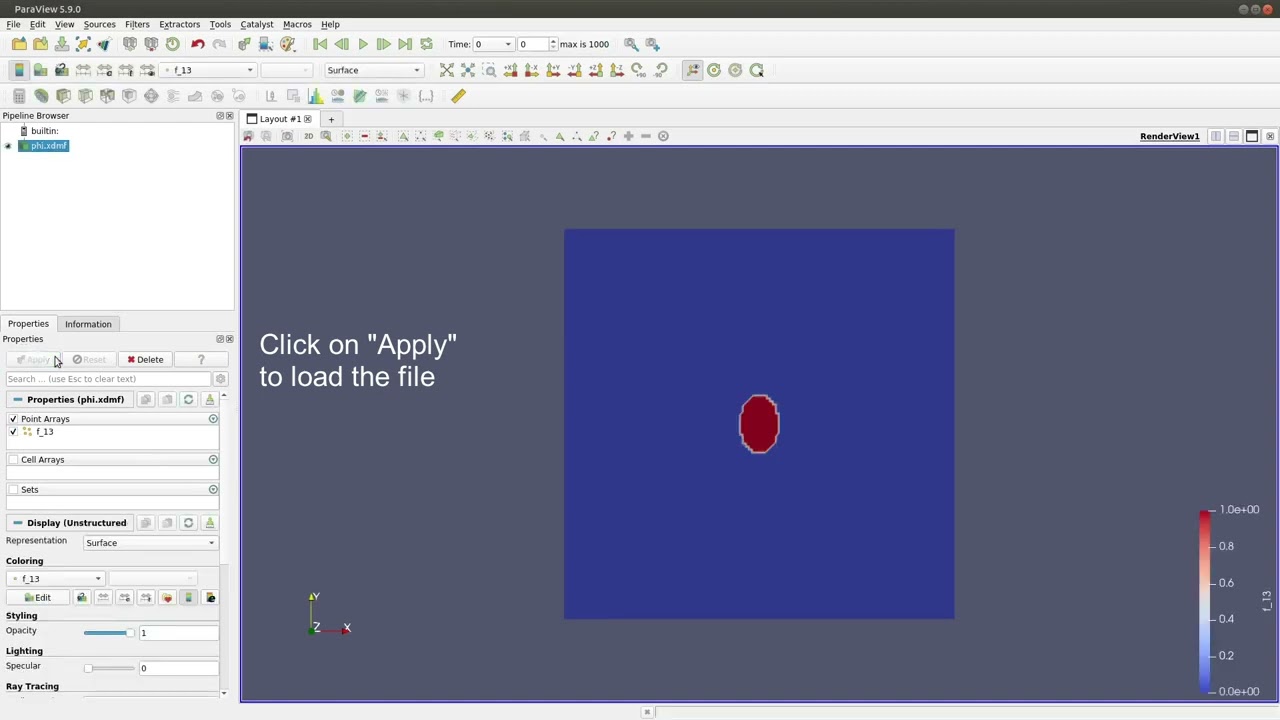 ParaView 5.9.0
File Edit View Sources Filters Extractors Tools Catalyst Macros Help
Time: 0 0 max is 1000
f_13 Surface
Pipeline Browser
builtin:
phi.xdmf
Layout #1 +
2D RenderView1
Properties Information
Properties
Apply Reset Delete ?
Search ... (use Esc to clear text)
Properties (phi.xdmf)
Point Arrays
f_13
Cell Arrays
Sets
Display (Unstructured
Representation Surface
Coloring
f_13
Edit
Styling
Opacity 1
Lighting
Specular 0
Ray Tracing
Click on "Apply"
to load the file
Y
Z X
1.0e+00
0.8
0.6
0.4
0.2
0.0e+00
f_13